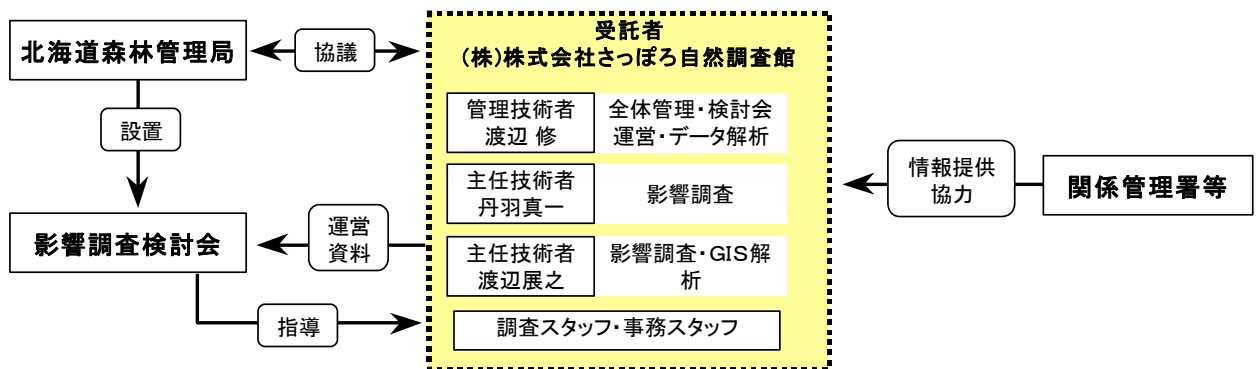 北海道森林管理局
協議
設置
影響調査検討会
運営
資料
指導
受託者
(株)株式会社さっぽろ自然調査館
管理技術者
渡辺 修
全体管理・検討会
運営・データ解析
主任技術者
丹羽真一
影響調査
主任技術者
渡辺展之
影響調査・GIS解
析
調査スタッフ・事務スタッフ
情報提供
協力
関係管理署等